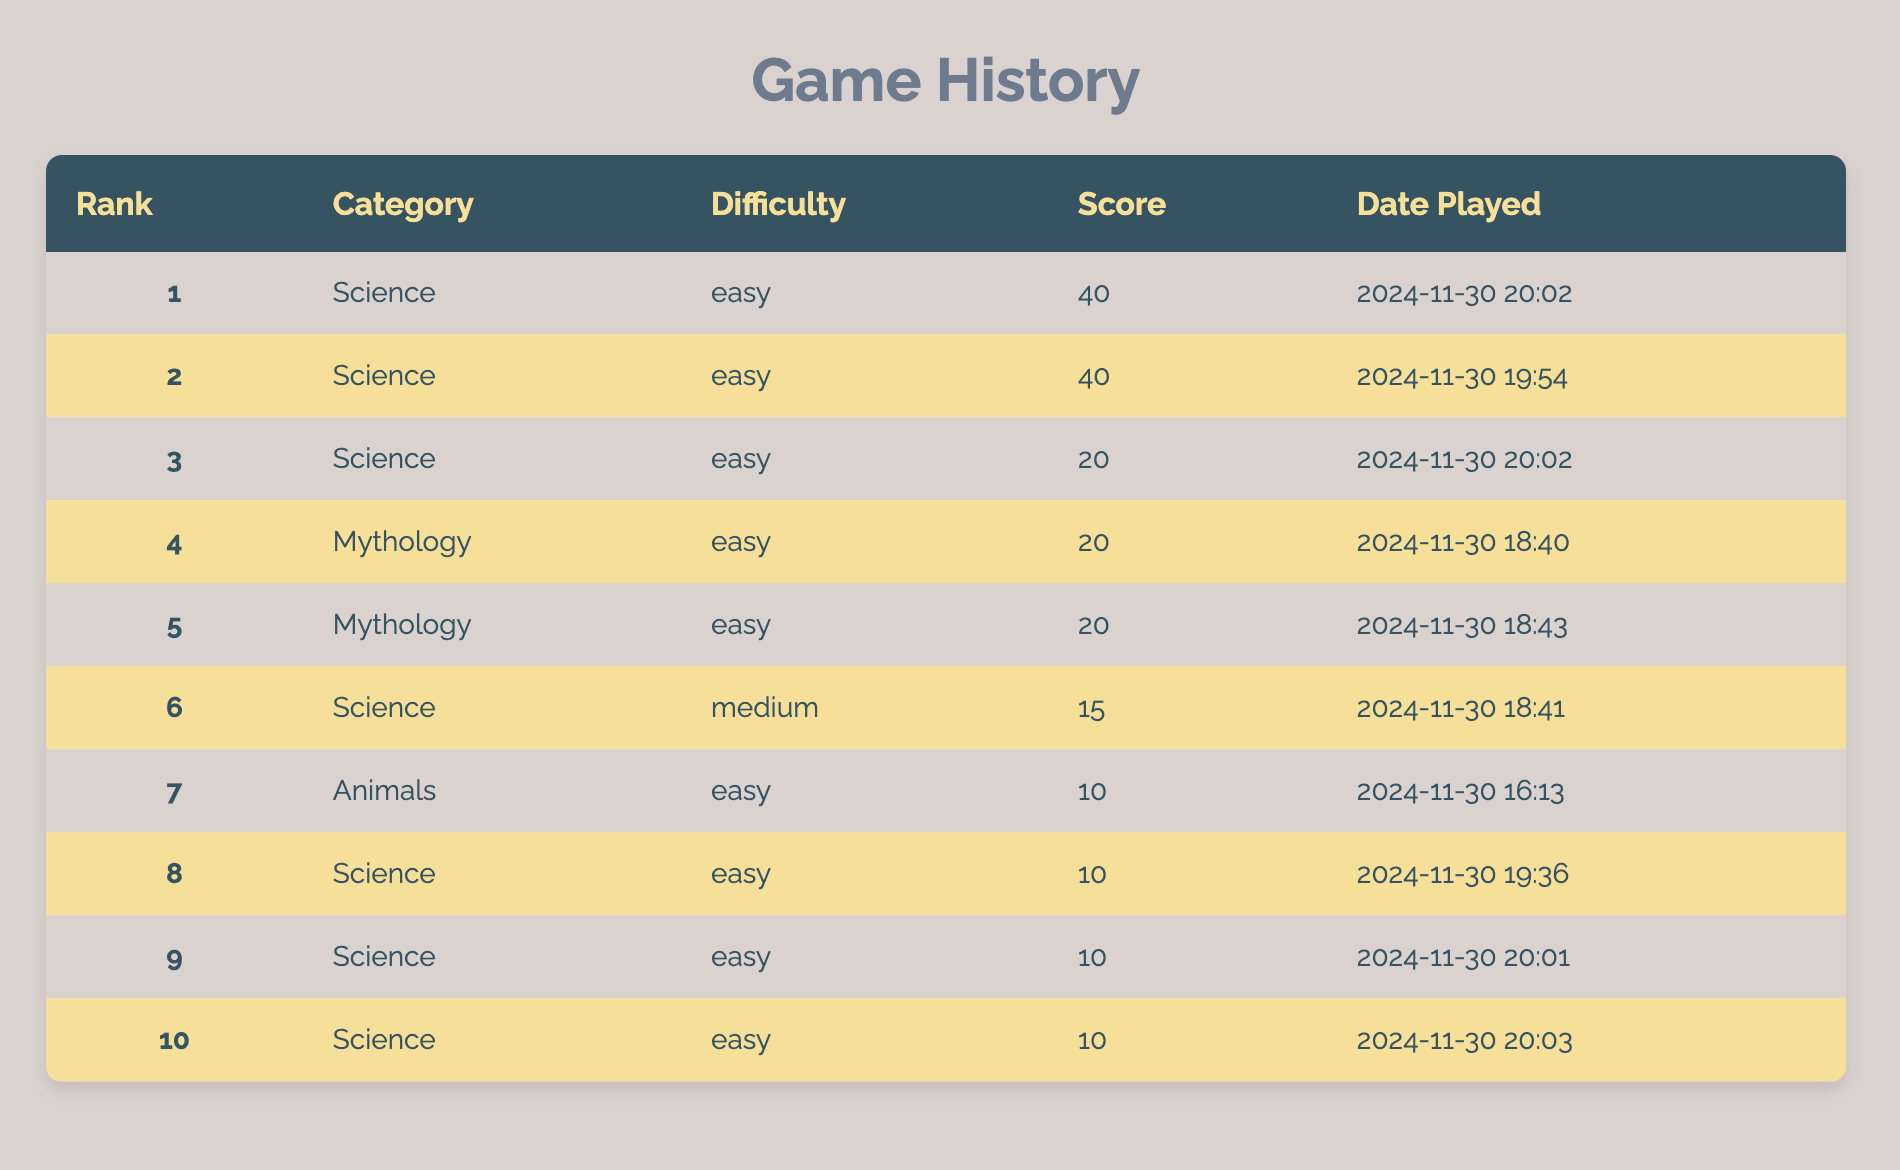 Game History
Rank Category Difficulty Score Date Played
1 Science easy 40 2024-11-30 20:02
2 Science easy 40 2024-11-30 19:54
3 Science easy 20 2024-11-30 20:02
4 Mythology easy 20 2024-11-30 18:40
5 Mythology easy 20 2024-11-30 18:43
6 Science medium 15 2024-11-30 18:41
7 Animals easy 10 2024-11-30 16:13
8 Science easy 10 2024-11-30 19:36
9 Science easy 10 2024-11-30 20:01
10 Science easy 10 2024-11-30 20:03